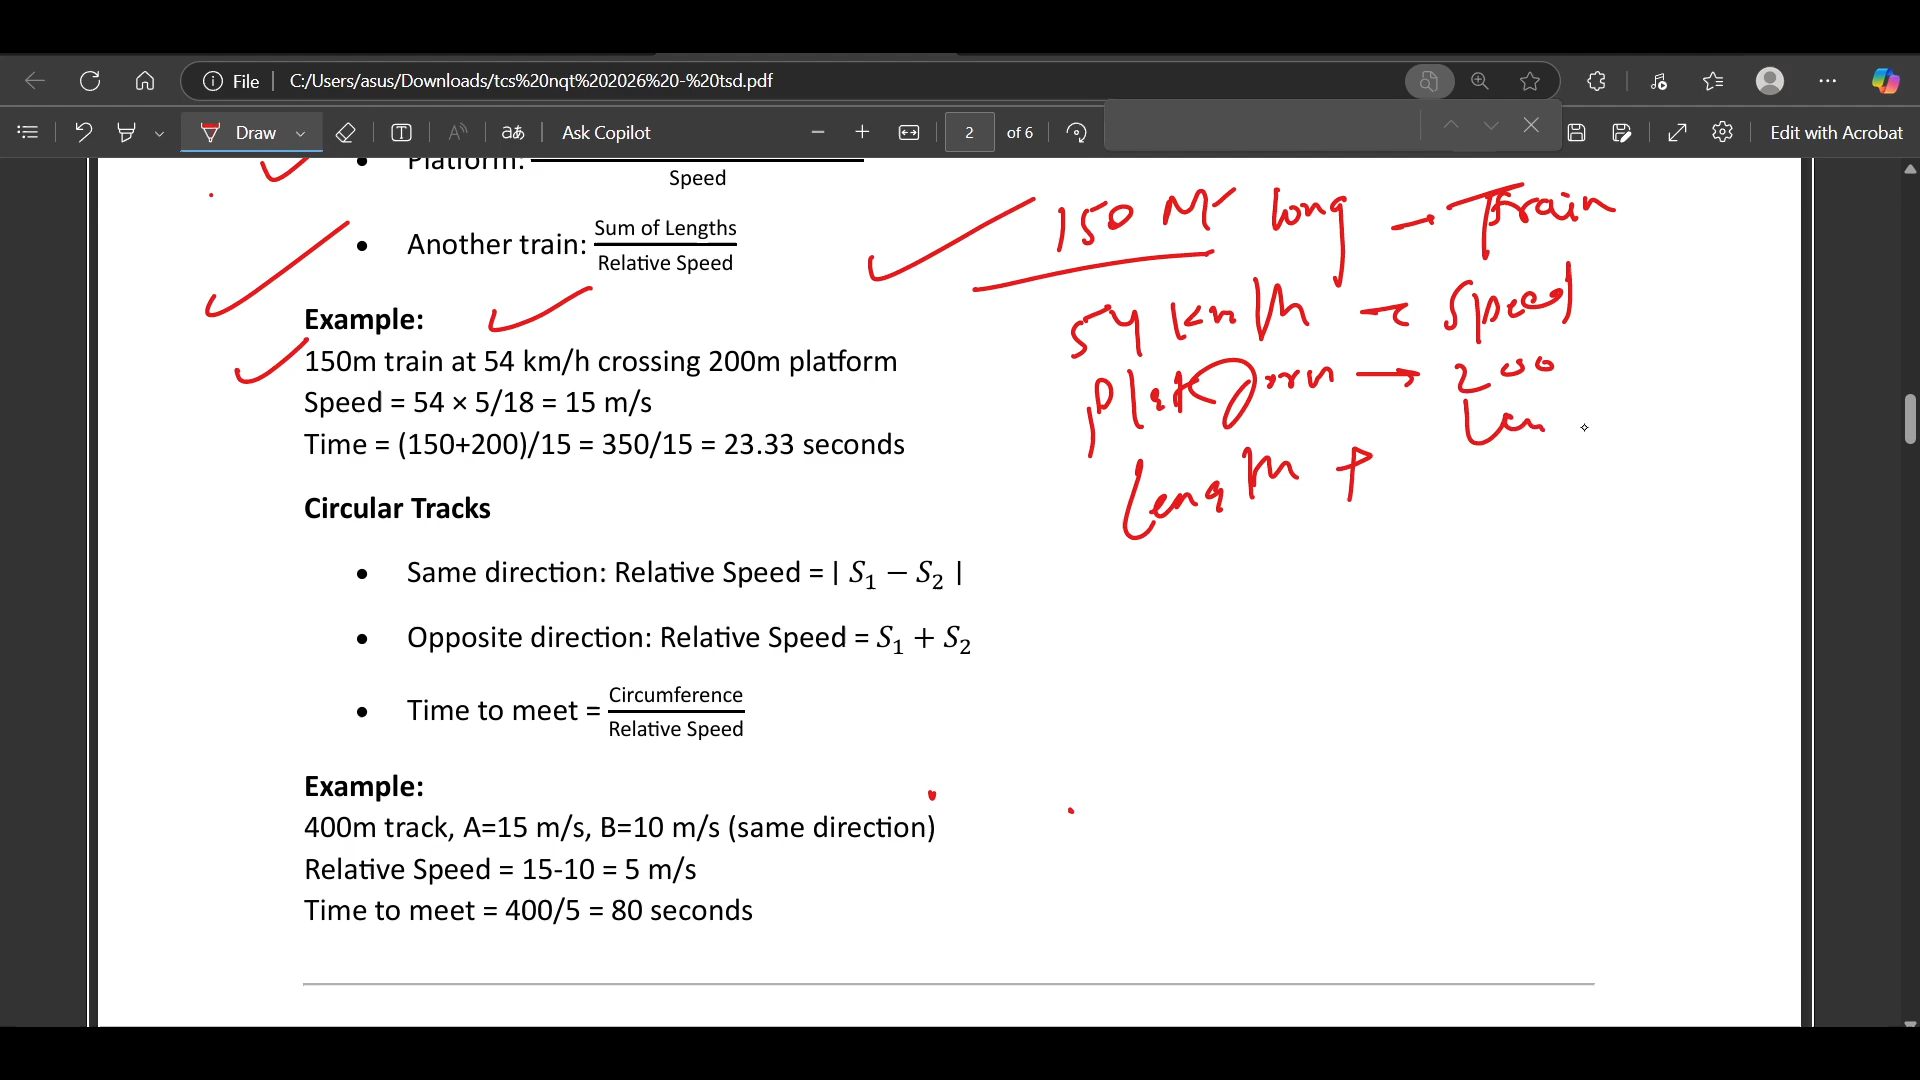 File
C:/Users/asus/Downloads/tcs%20nqt%202026%20-%20tsd.pdf
Draw
Ask Copilot
2 of 6
Edit with Acrobat
• Platform:
Speed
• Another train: Sum of Lengths
Relative Speed
150 M long – Train
54 km/h – Speed
Platform → 200
Len
Length +
Example:
150m train at 54 km/h crossing 200m platform
Speed = 54 × 5/18 = 15 m/s
Time = (150+200)/15 = 350/15 = 23.33 seconds
Circular Tracks
• Same direction: Relative Speed = | S₁ − S₂ |
• Opposite direction: Relative Speed = S₁ + S₂
• Time to meet = Circumference
Relative Speed
Example:
400m track, A=15 m/s, B=10 m/s (same direction)
Relative Speed = 15-10 = 5 m/s
Time to meet = 400/5 = 80 seconds